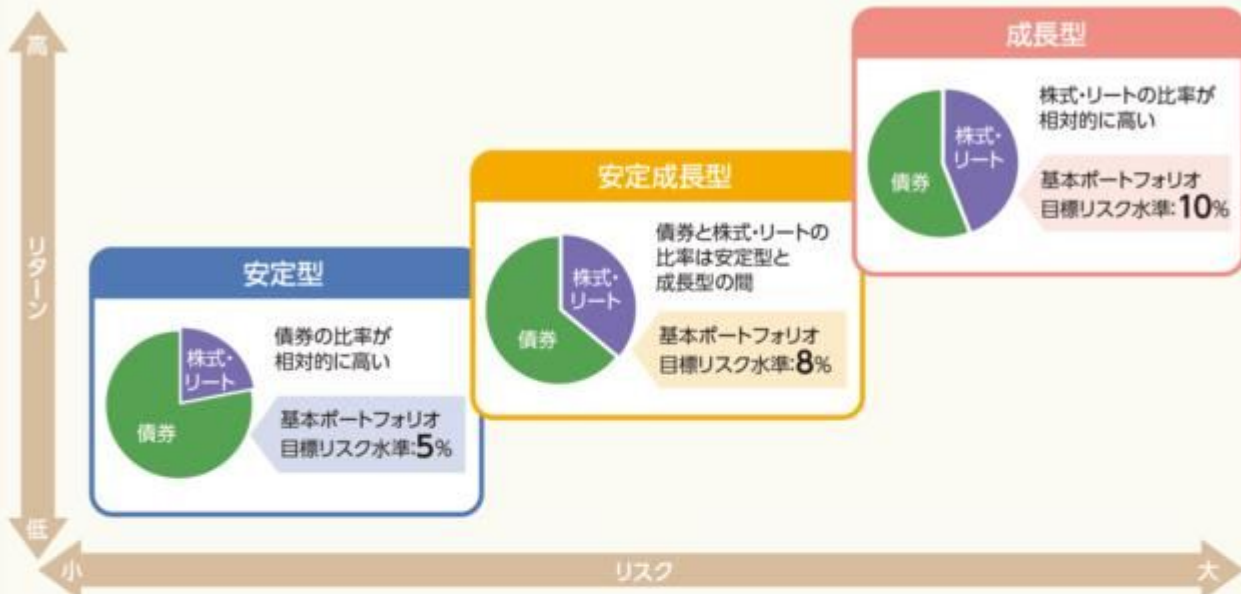 高
リターン
低
小
リスク
大
安定型
株式・
リート
債券
債券の比率が
相対的に高い
基本ポートフォリオ
目標リスク水準:5%
安定成長型
株式・
リート
債券
債券と株式・リートの
比率は安定型と
成長型の間
基本ポートフォリオ
目標リスク水準:8%
成長型
株式・
リート
債券
株式・リートの比率が
相対的に高い
基本ポートフォリオ
目標リスク水準:10%